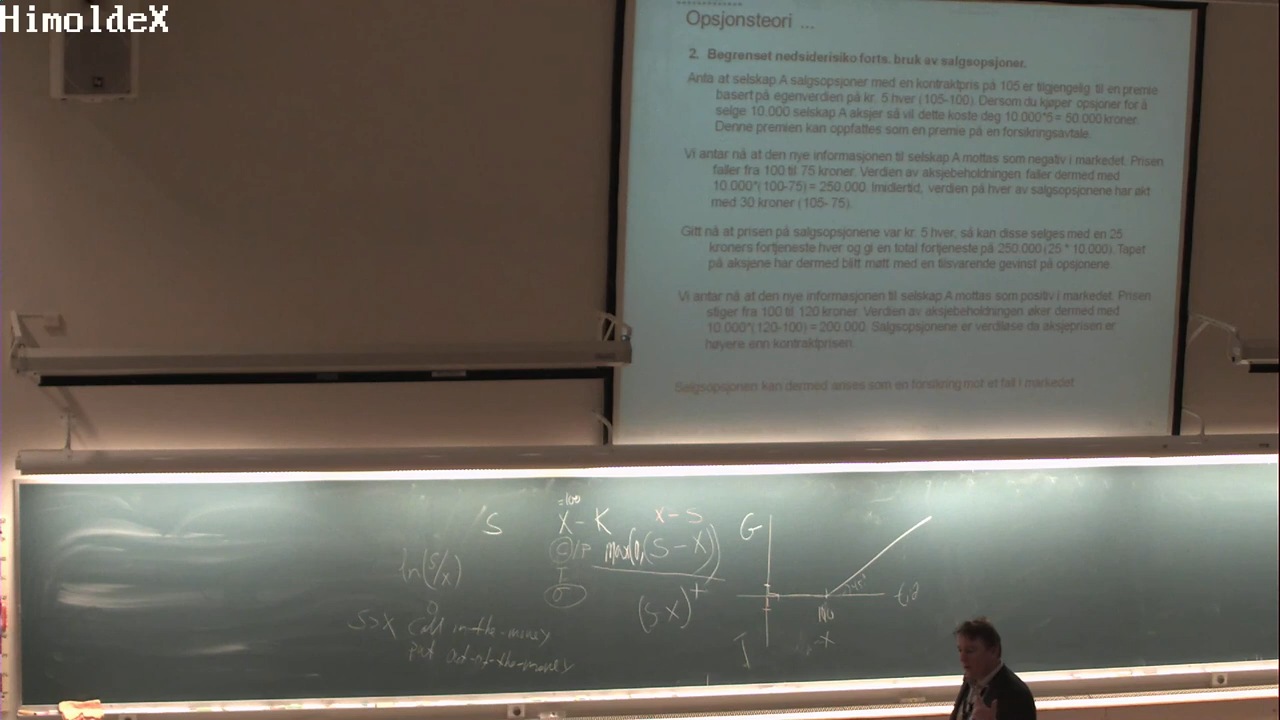 HimoldeX
Opsjonsteori ...
2. Begrenset nedsiderisiko forts. bruk av salgsopsjoner.
Anta at selskap A salgsopsjoner med en kontraktpris på 105 er tilgjengelig til en premie
basert på egenverdien på kr. 5 hver (105-100). Dersom du kjøper opsjoner for å
selge 10.000 selskap A aksjer så vil dette koste deg 10.000*5 = 50.000 kroner.
Denne premien kan oppfattes som en premie på en forsikringsavtale.
Vi antar nå at den nye informasjonen til selskap A mottas som negativ i markedet. Prisen
faller fra 100 til 75 kroner. Verdien av aksjebeholdningen faller dermed med
10.000*(100-75) = 250.000. Imidlertid, verdien på hver av salgsopsjonene har økt
med 30 kroner (105- 75).
Gitt nå at prisen på salgsopsjonene var kr. 5 hver, så kan disse selges med en 25
kroners fortjeneste hver og gi en total fortjeneste på 250.000 (25 * 10.000). Tapet
på aksjene har dermed blitt møtt med en tilsvarende gevinst på opsjonene.
Vi antar nå at den nye informasjonen til selskap A mottas som positiv i markedet. Prisen
stiger fra 100 til 120 kroner. Verdien av aksjebeholdningen øker dermed med
10.000*(120-100) = 200.000. Salgsopsjonene er verdiløse da aksjeprisen er
høyere enn kontraktprisen.
Salgsopsjonen kan dermed anses som en forsikring mot et fall i markedet
=100
S X - K X - S G
C/P max(0,(S - X))
ln(S/X)
T
σ
(S-X)+
45°
S>X Call in-the-money
put out-of-the-money
X